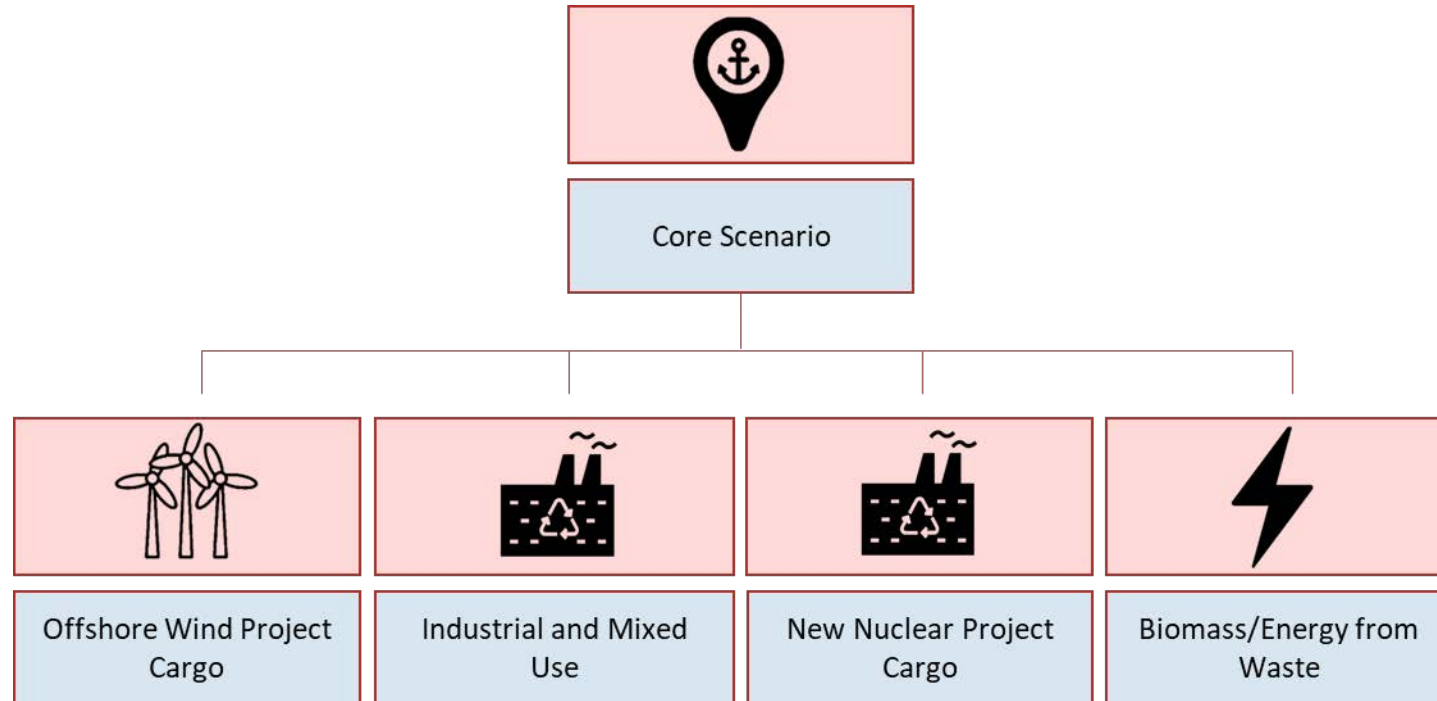 Core Scenario
Offshore Wind Project
Cargo
Industrial and Mixed
Use
New Nuclear Project
Cargo
Biomass/Energy from
Waste